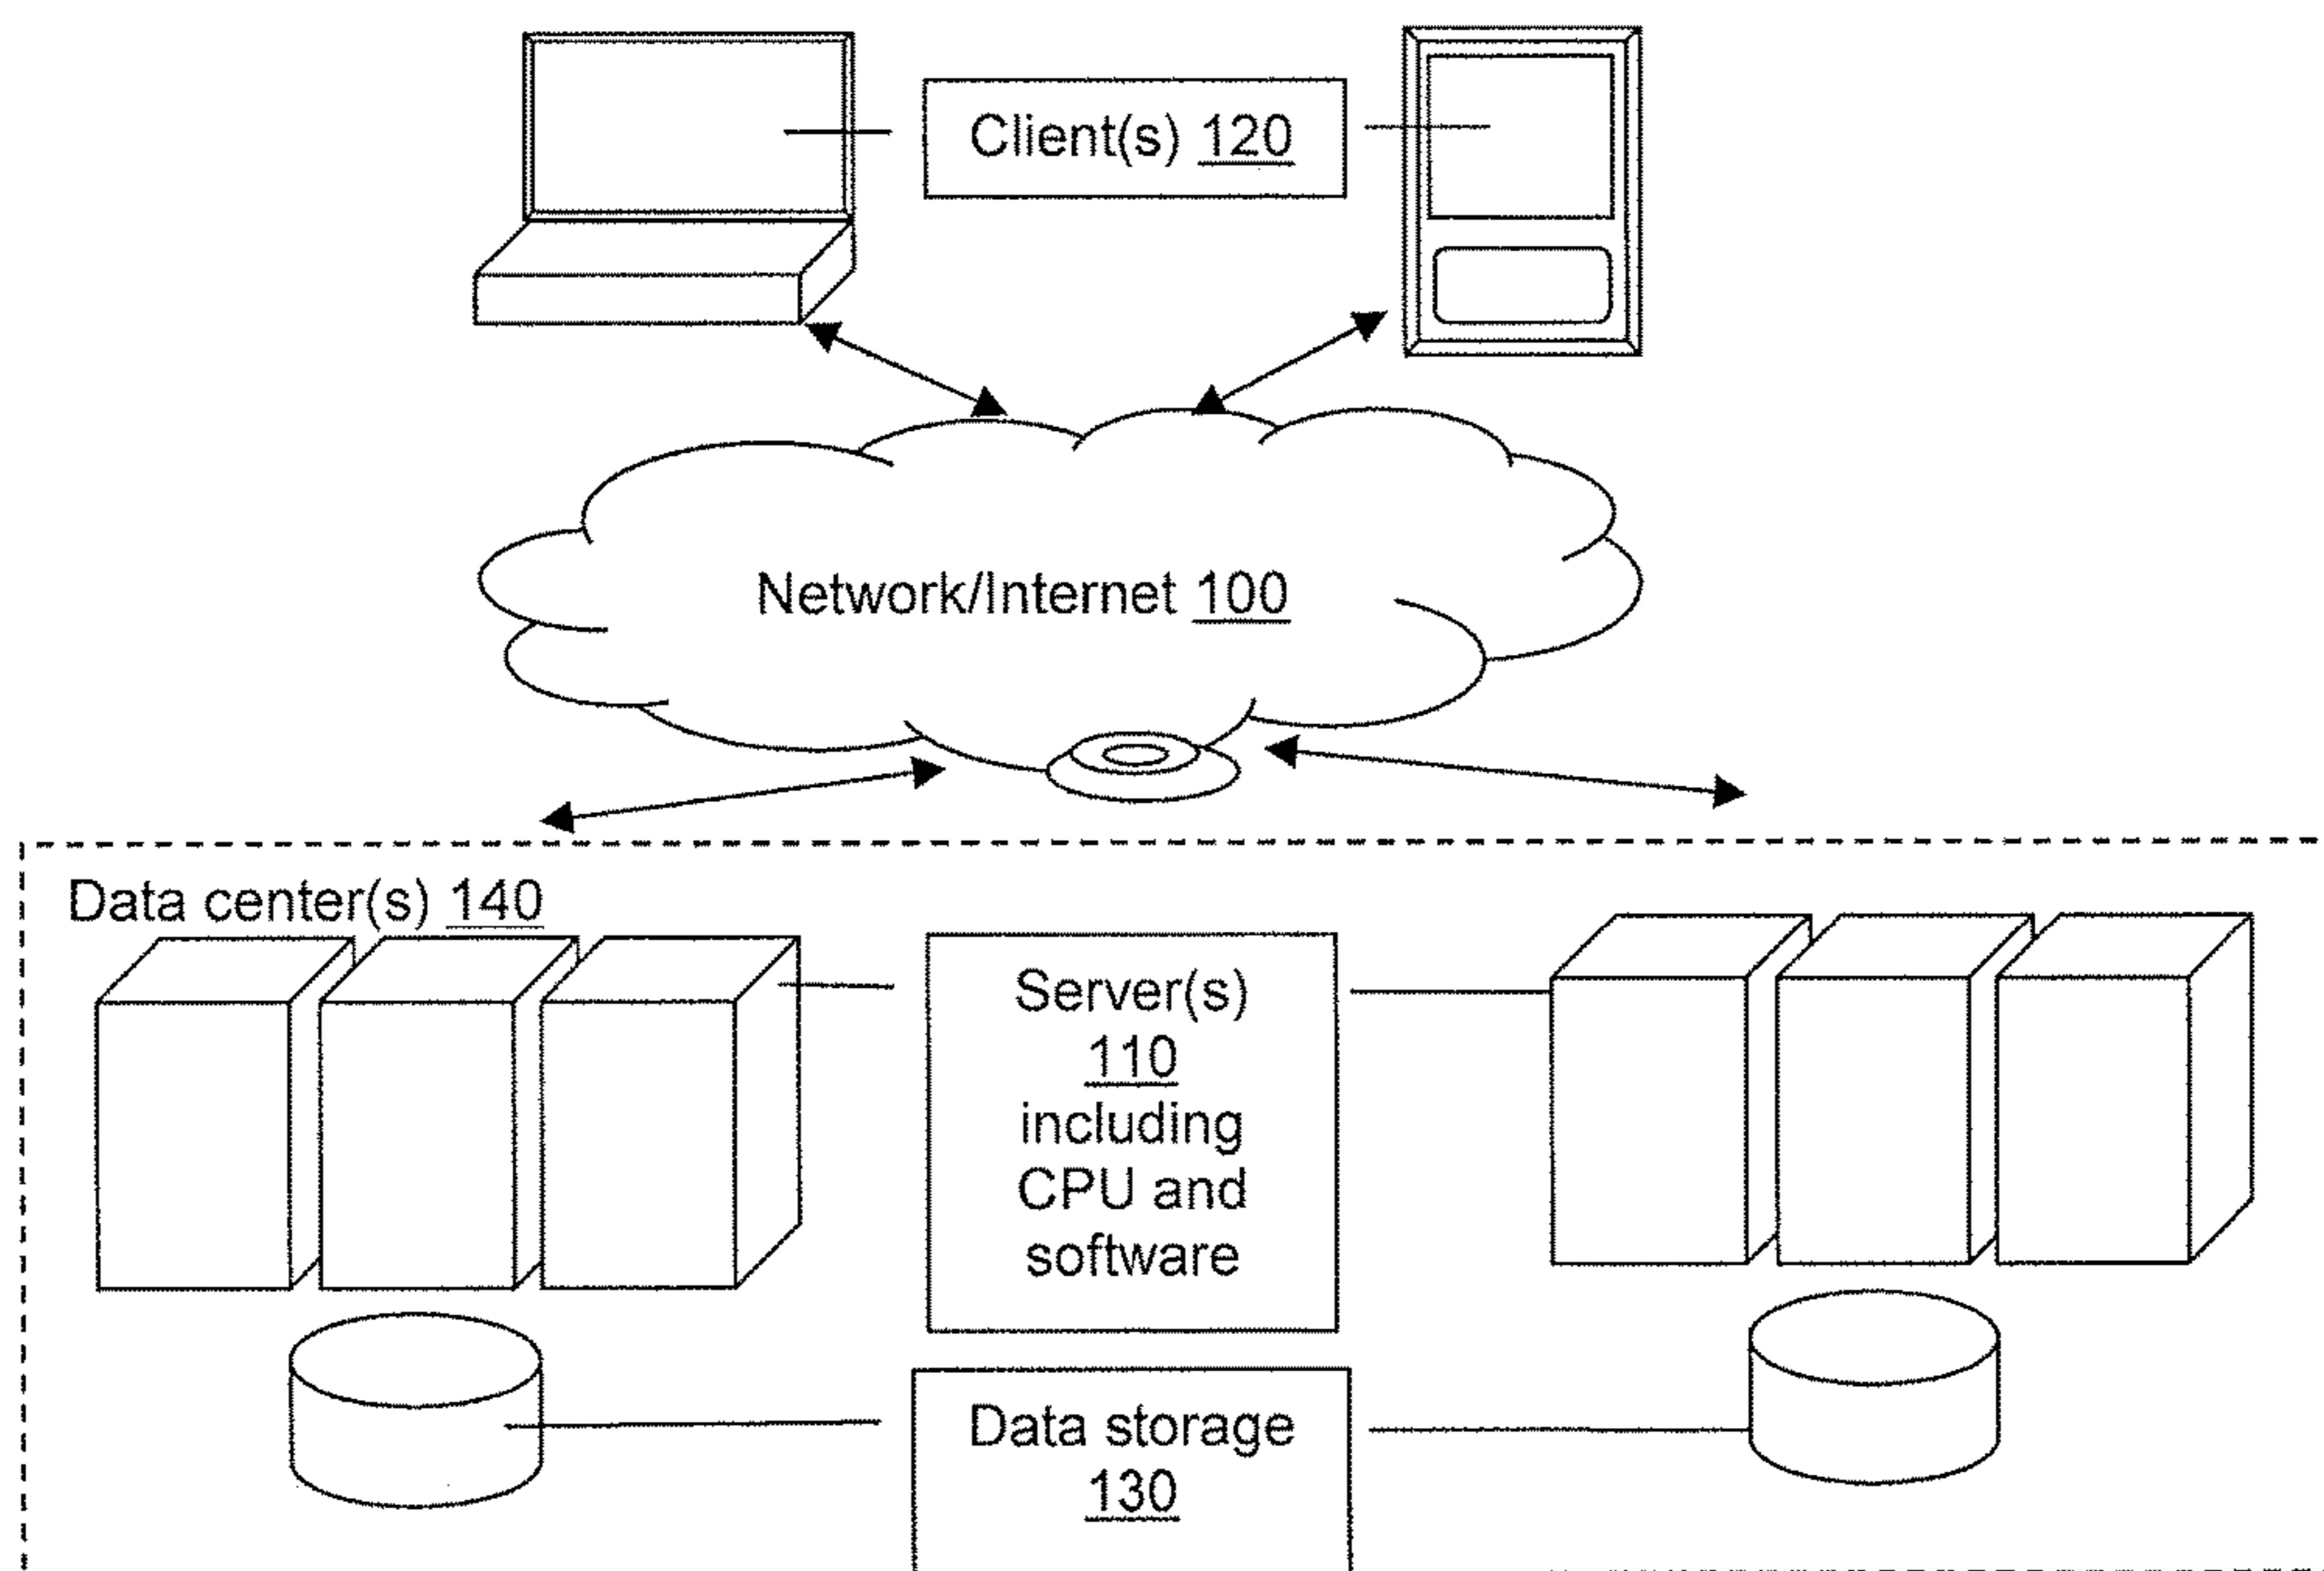 Client(s) 120
Network/Internet 100
Data center(s) 140
Server(s)
110
including
CPU and
software
Data storage
130